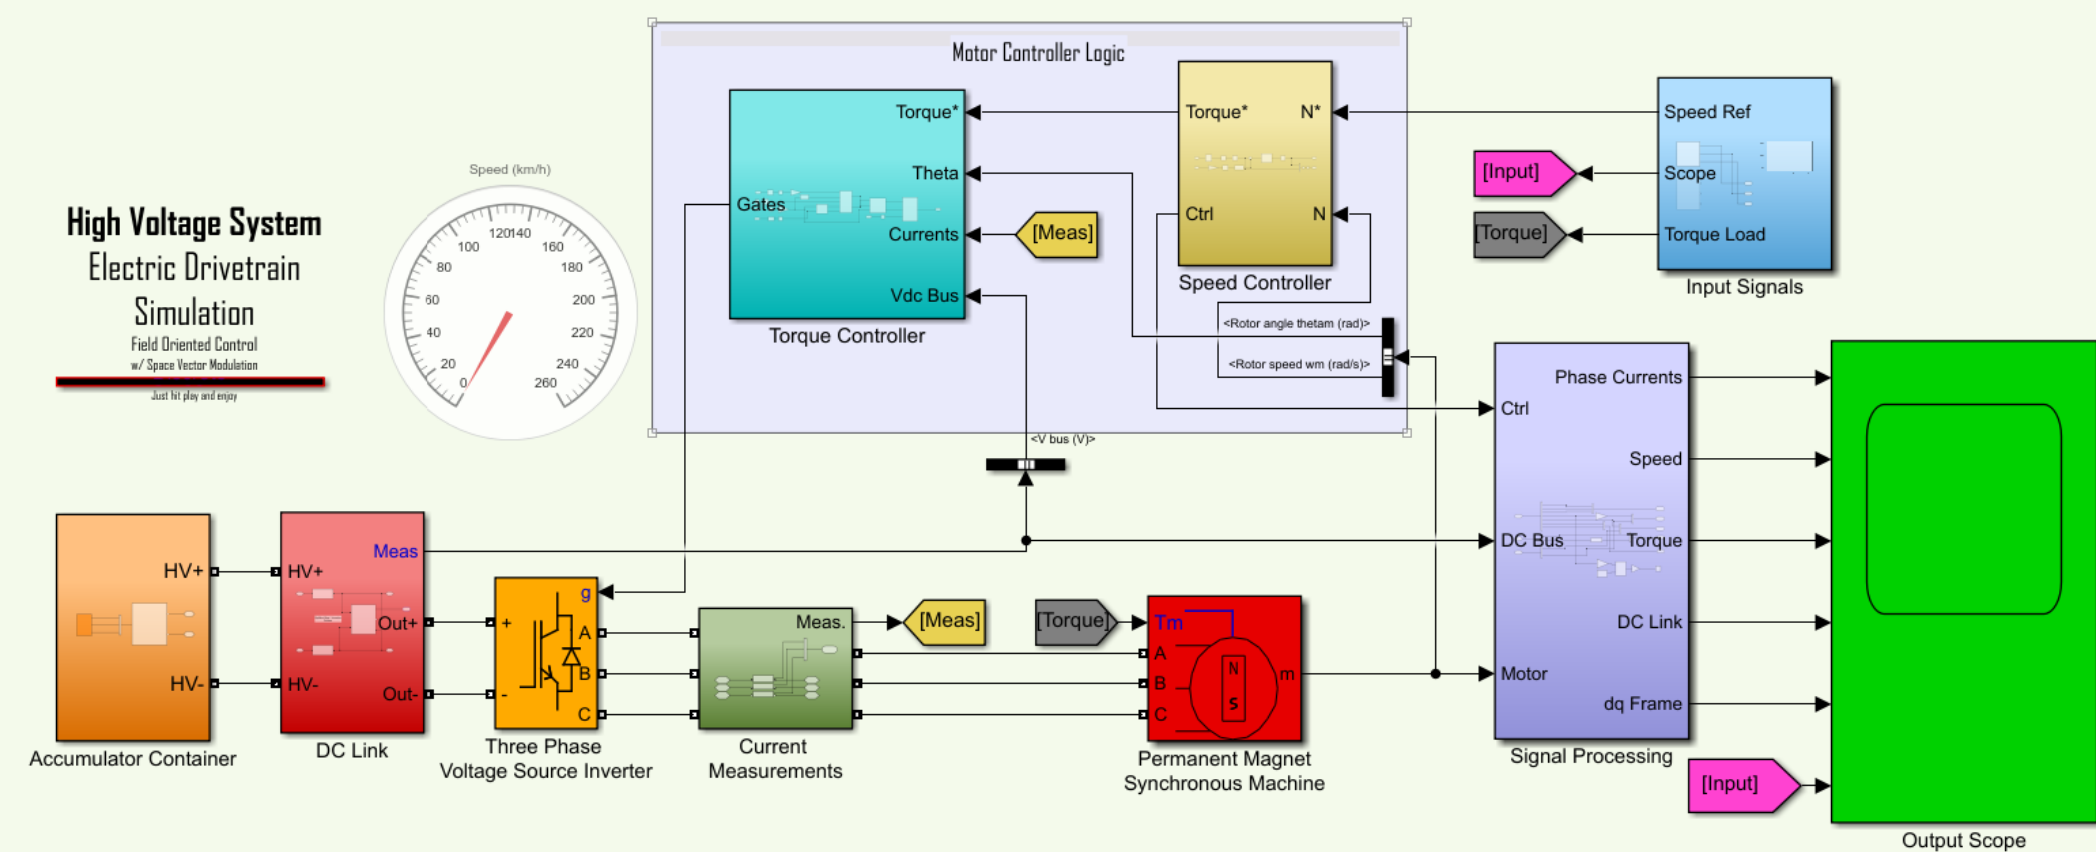 Motor Controller Logic
Torque*
Theta
Gates
Currents
Vdc Bus
Torque Controller
[Meas]
Torque*
N*
Ctrl
N
Speed Controller
<Rotor angle thetam (rad)>
<Rotor speed wm (rad/s)>
Speed Ref
Scope
Torque Load
Input Signals
[Input]
[Torque]
Speed (km/h)
0
20
40
60
80
100
120
140
160
180
200
220
240
260
High Voltage System
Electric Drivetrain
Simulation
Field Oriented Control
w/ Space Vector Modulation
Just hit play and enjoy
<V bus (V)>
HV+
HV-
Accumulator Container
Meas
HV+
Out+
HV-
Out-
DC Link
g
+
A
B
-
C
Three Phase
Voltage Source Inverter
Meas.
Current
Measurements
[Meas]
[Torque]
Tm
A
B
C
N
S
m
Permanent Magnet
Synchronous Machine
Phase Currents
Ctrl
Speed
DC Bus
Torque
DC Link
Motor
dq Frame
Signal Processing
[Input]
Output Scope